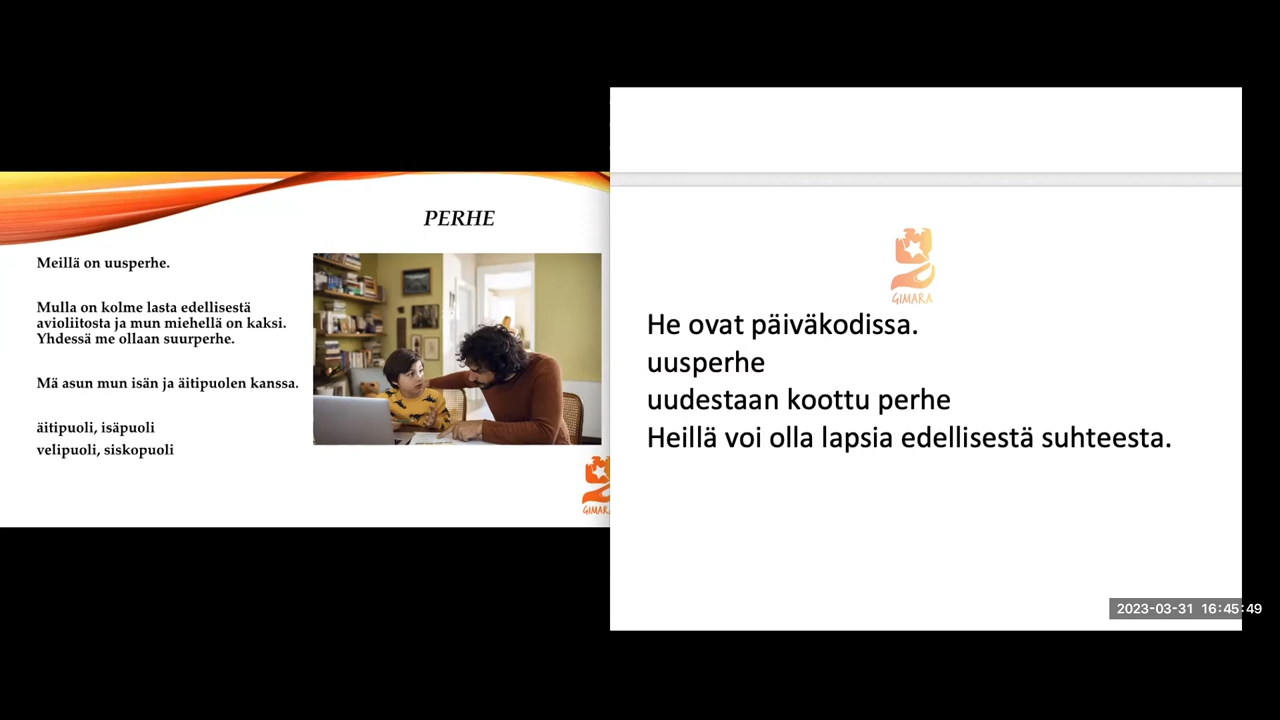 PERHE
Meillä on uusperhe.
Mulla on kolme lasta edellisestä
avioliitosta ja mun miehellä on kaksi.
Yhdessä me ollaan suurperhe.
Mä asun mun isän ja äitipuolen kanssa.
äitipuoli, isäpuoli
velipuoli, siskopuoli
GIMARA
GIMARA
He ovat päiväkodissa.
uusperhe
uudestaan koottu perhe
Heillä voi olla lapsia edellisestä suhteesta.
2023-03-31 16:45:49